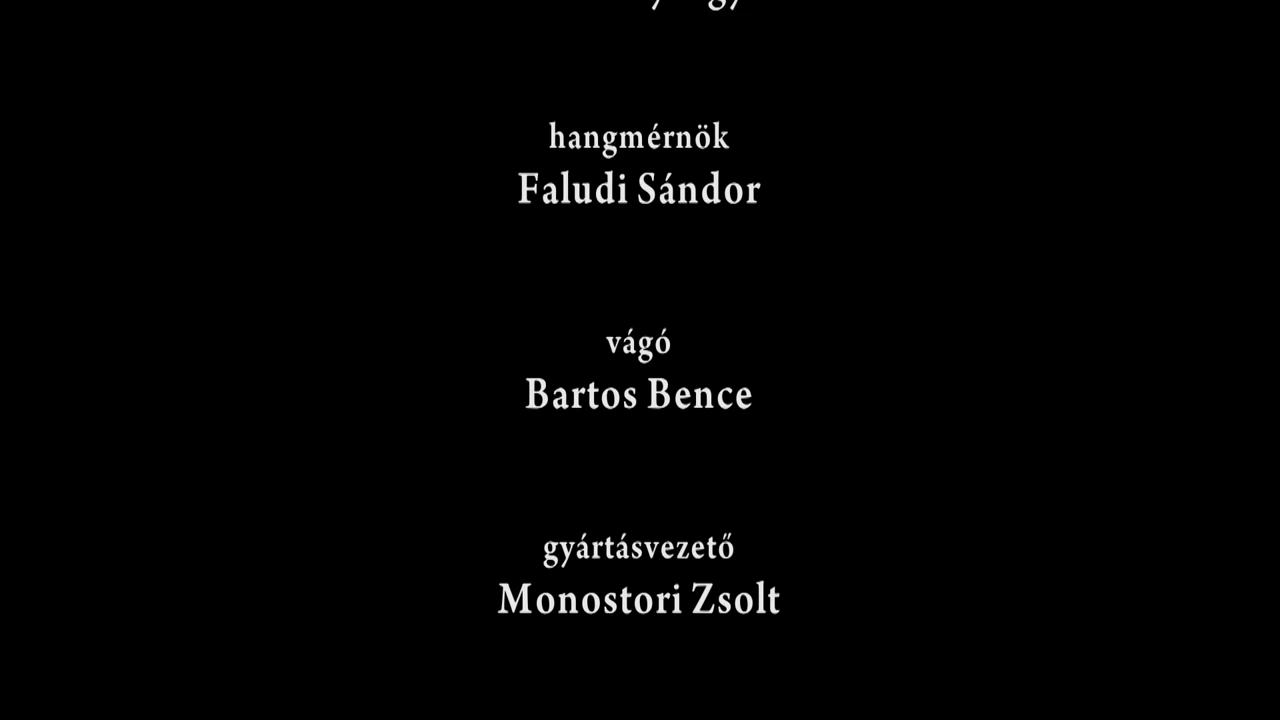 hangmérnök
Faludi Sándor
vágó
Bartos Bence
gyártásvezető
Monostori Zsolt